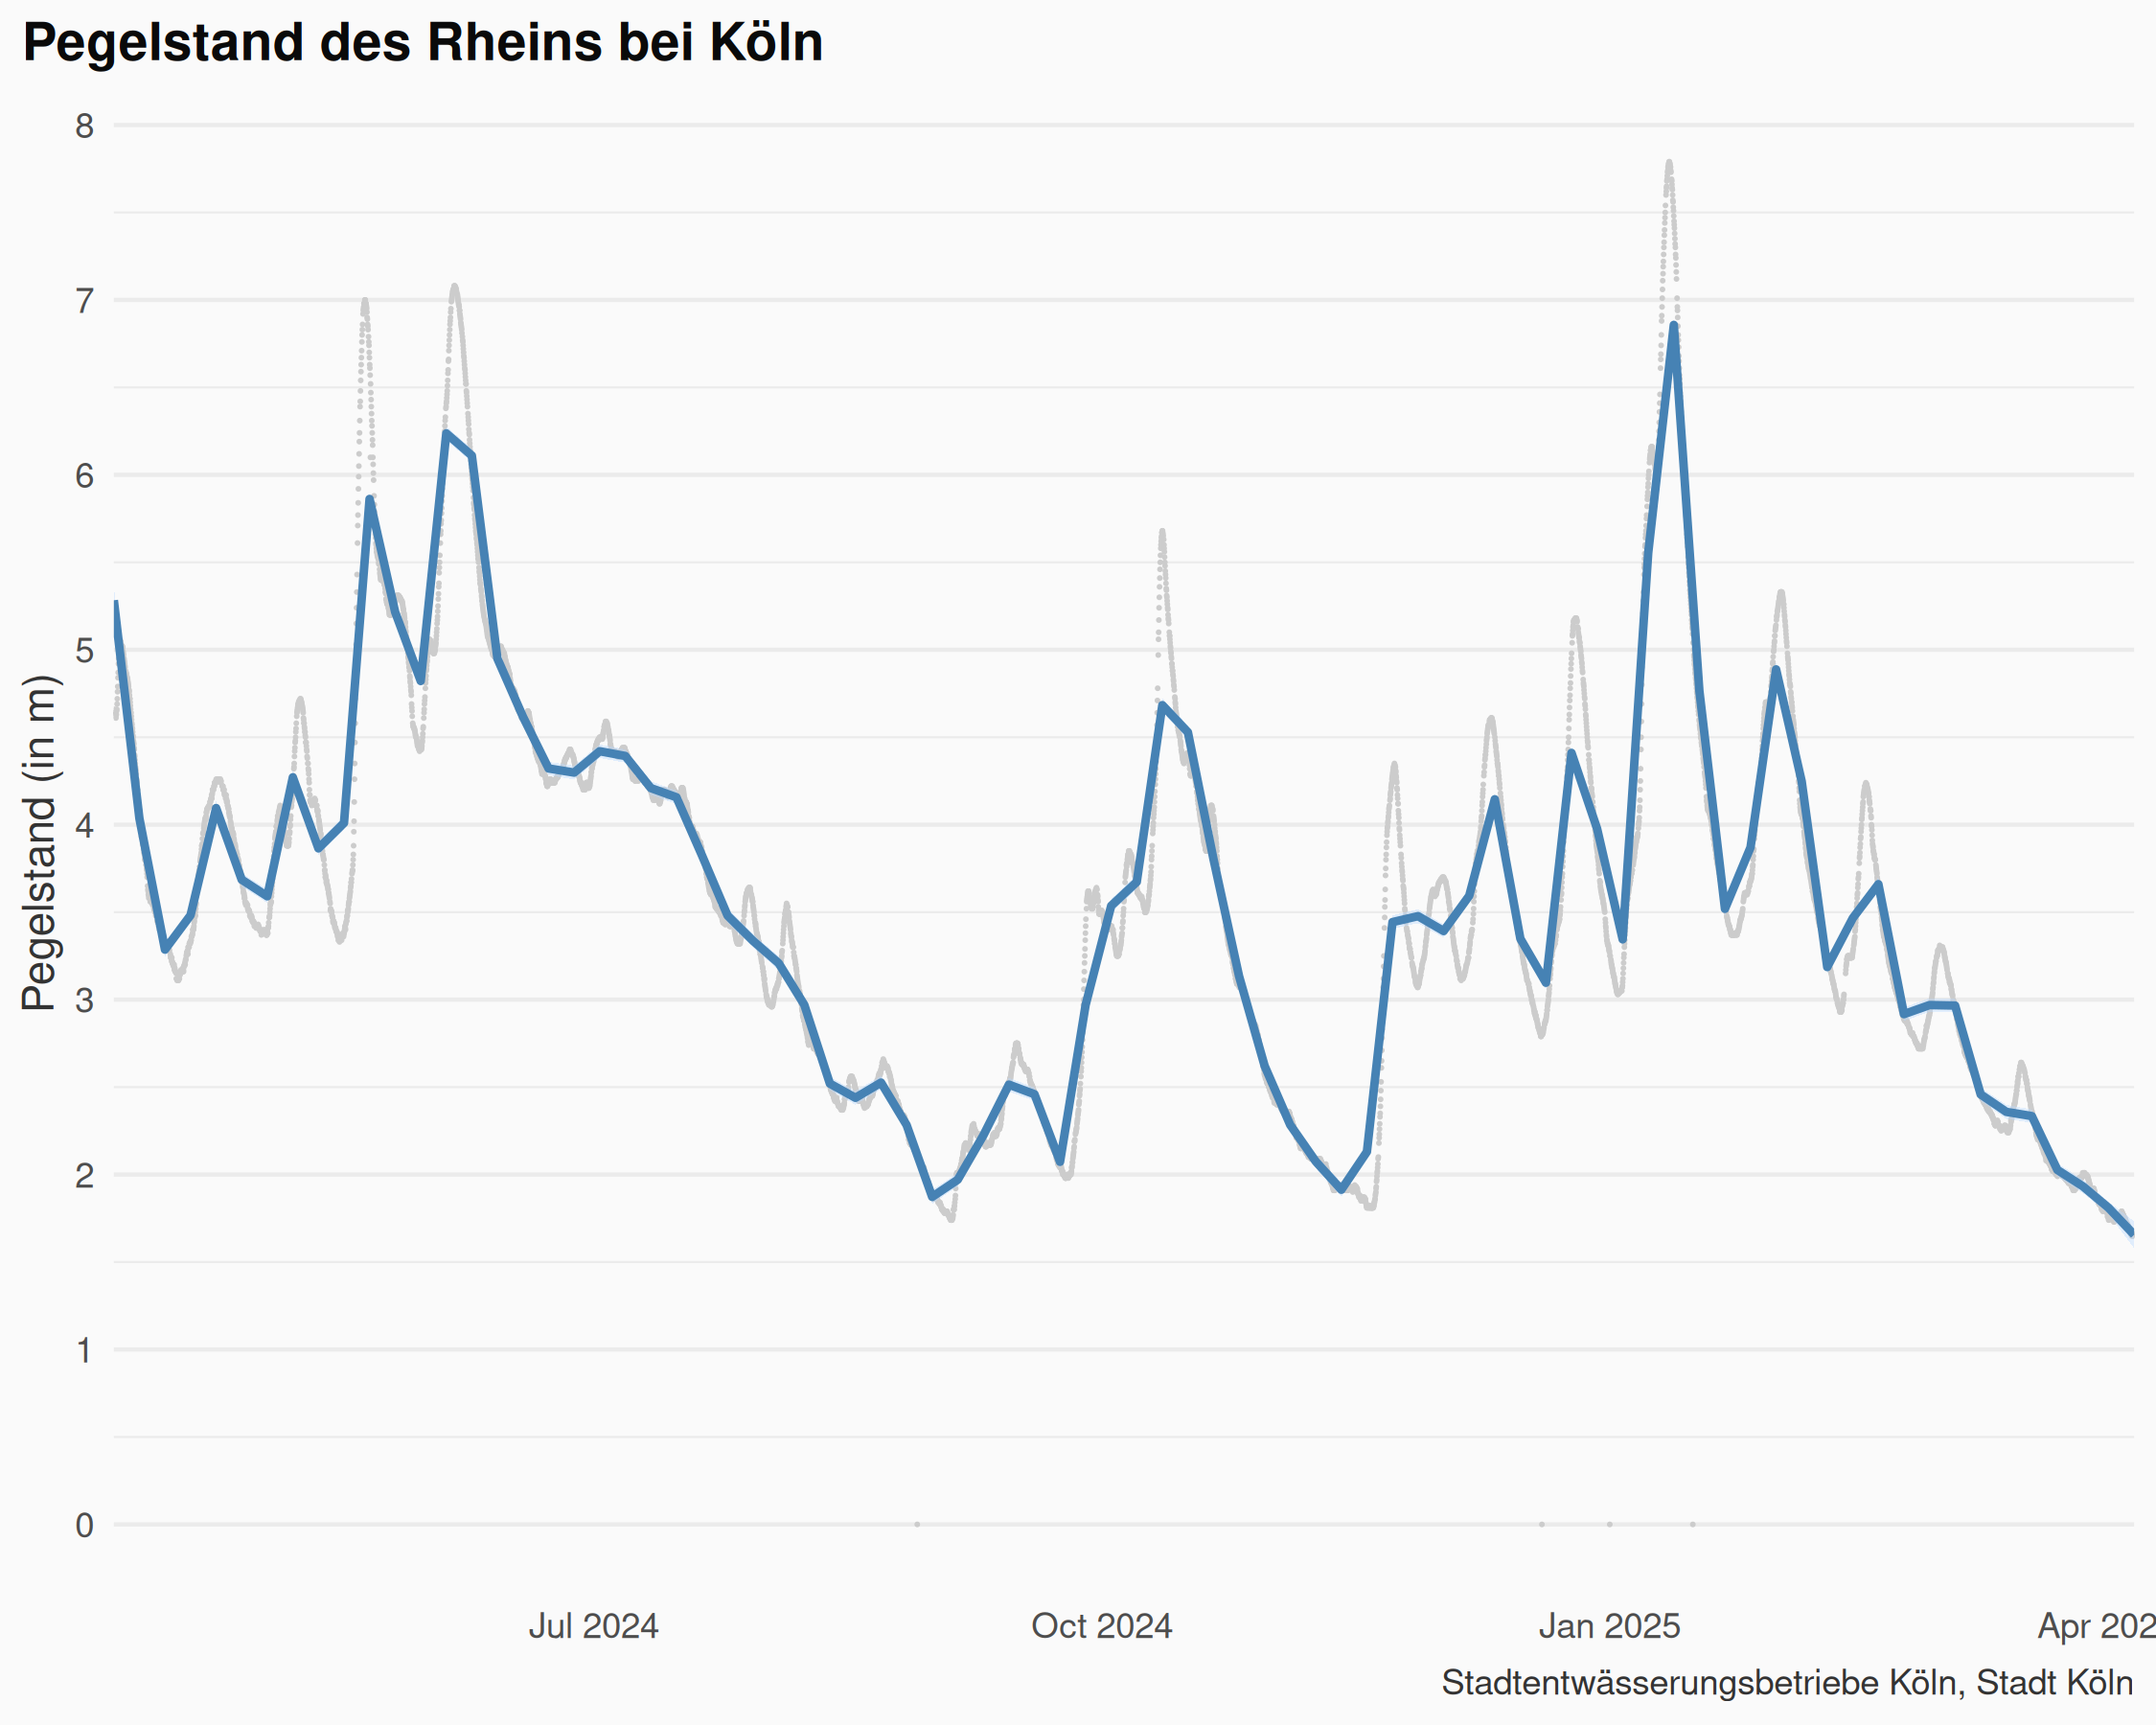 Pegelstand des Rheins bei Köln
Pegelstand (in m)
8
7
6
5
4
3
2
1
0
Jul 2024
Oct 2024
Jan 2025
Apr 202
Stadtentwässerungsbetriebe Köln, Stadt Köln